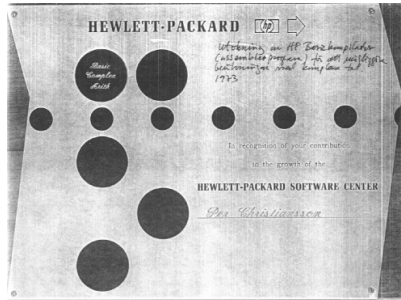 HEWLETT-PACKARD hp
Utökning av HP Basickompilator
(assemblerprogram) för att möjliggöra
beräkningar med komplexa tal
1973
Basic
Complex
Arith
In recognition of your contribution
to the growth of the
HEWLETT-PACKARD SOFTWARE CENTER
Per Christiansson